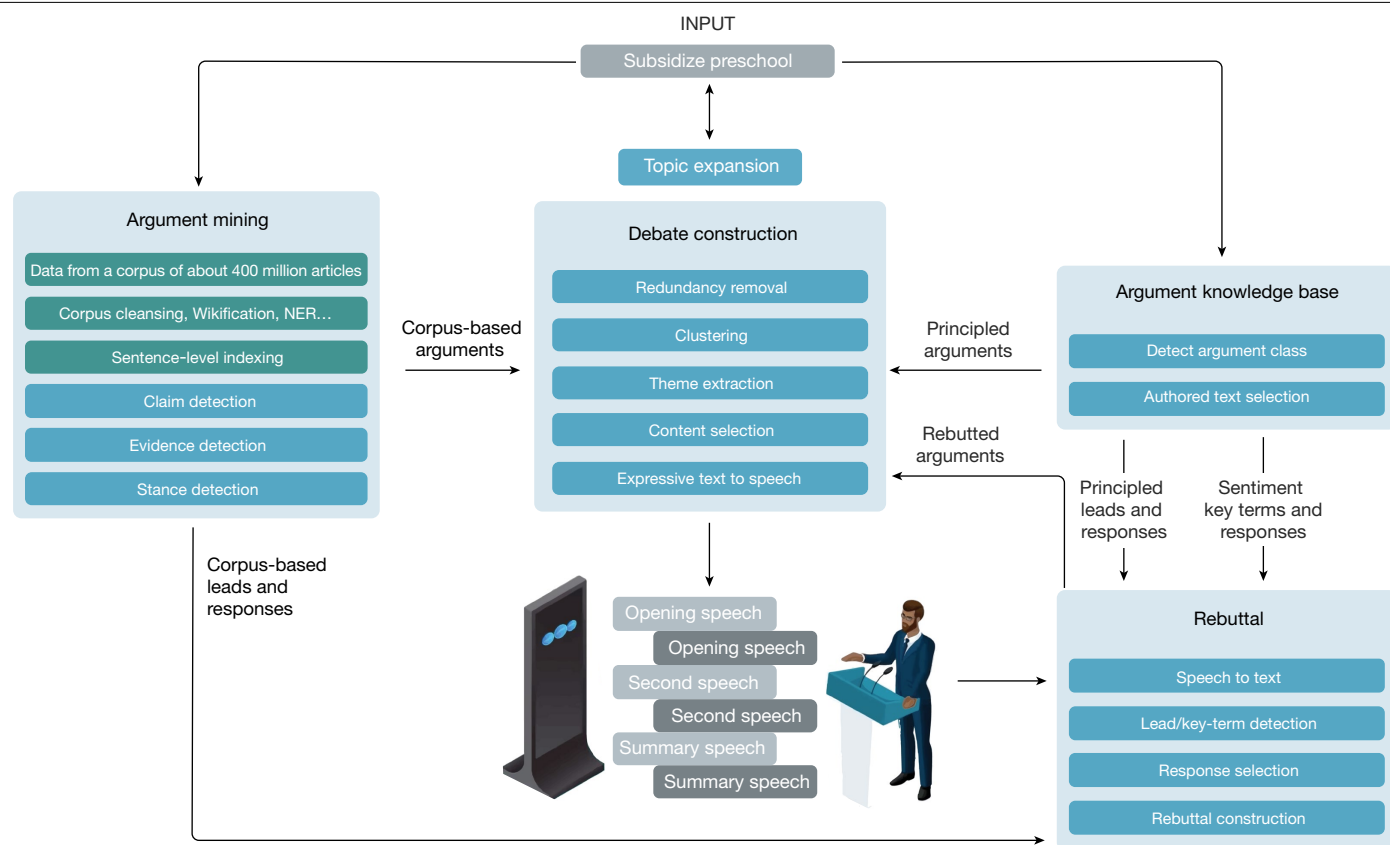 INPUT
Subsidize preschool
Topic expansion
Argument mining
Data from a corpus of about 400 million articles
Corpus cleansing, Wikification, NER…
Sentence-level indexing
Claim detection
Evidence detection
Stance detection
Corpus-based
arguments
Debate construction
Redundancy removal
Clustering
Theme extraction
Content selection
Expressive text to speech
Principled
arguments
Rebutted
arguments
Argument knowledge base
Detect argument class
Authored text selection
Principled
leads and
responses
Sentiment
key terms and
responses
Corpus-based
leads and
responses
Opening speech
Opening speech
Second speech
Second speech
Summary speech
Summary speech
Rebuttal
Speech to text
Lead/key-term detection
Response selection
Rebuttal construction